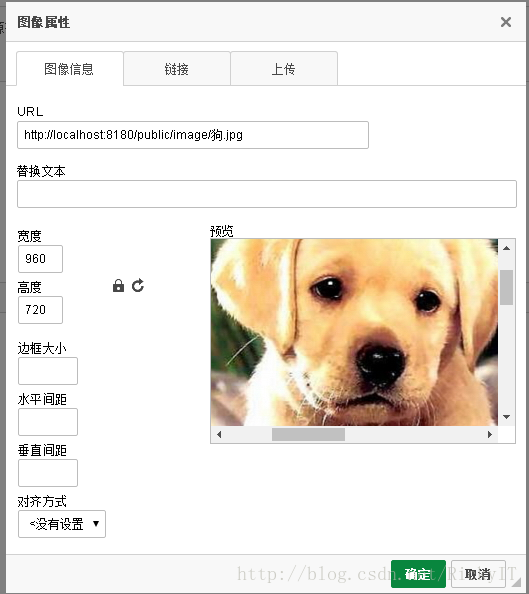 图像属性
图像信息 链接 上传
URL
http://localhost:8180/public/image/狗.jpg
替换文本
宽度
960
高度
720
边框大小
水平间距
垂直间距
对齐方式
<没有设置
预览
确定 取消